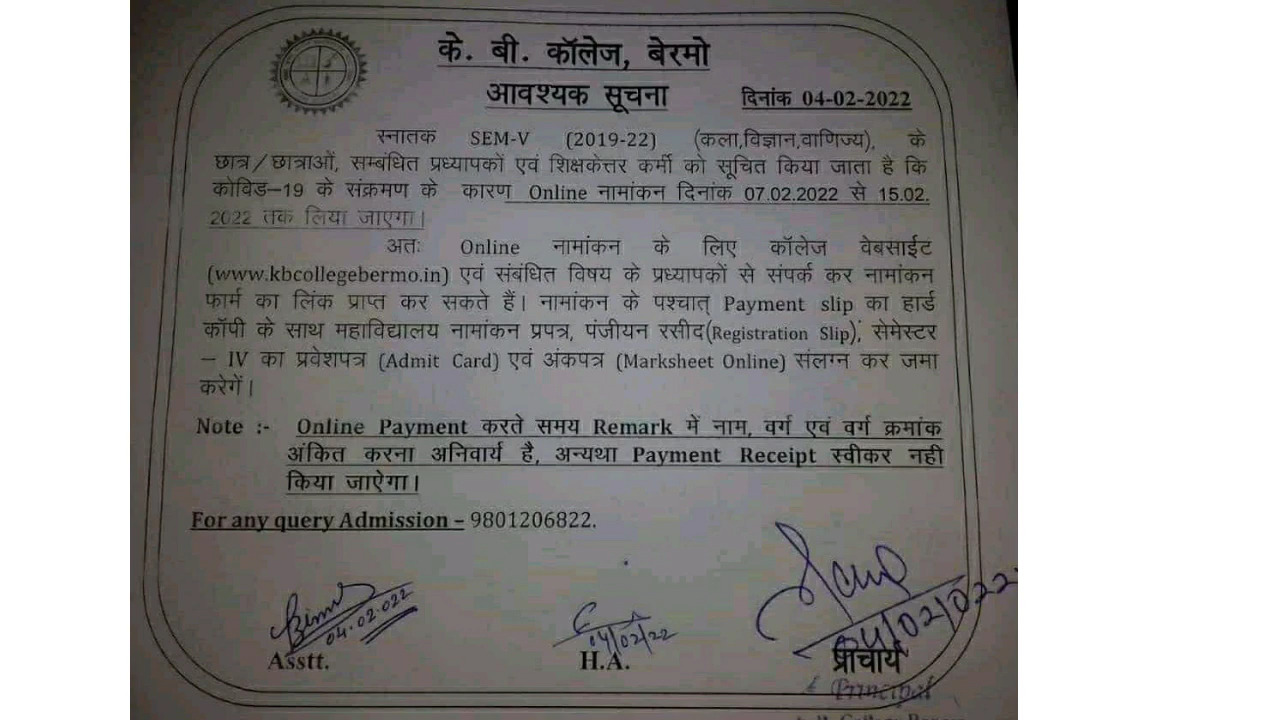 के. बी. कॉलेज, बेरमो
आवश्यक सूचना
दिनांक 04-02-2022
स्नातक SEM-V (2019-22) (कला,विज्ञान,वाणिज्य), के
छात्र/छात्राओं, सम्बंधित प्रध्यापकों एवं शिक्षकेत्तर कर्मी को सूचित किया जाता है कि
कोविड–19 के संक्रमण के कारण Online नामांकन दिनांक 07.02.2022 से 15.02.
2022 तक लिया जाएगा।
अतः Online नामांकन के लिए कॉलेज वेबसाईट
(www.kbcollegebermo.in) एवं संबंधित विषय के प्रध्यापकों से संपर्क कर नामांकन
फार्म का लिंक प्राप्त कर सकते हैं। नामांकन के पश्चात् Payment slip का हार्ड
कॉपी के साथ महाविद्यालय नामांकन प्रपत्र, पंजीयन रसीद(Registration Slip), सेमेस्टर
– IV का प्रवेशपत्र (Admit Card) एवं अंकपत्र (Marksheet Online) संलग्न कर जमा
करेगें।
Note :- Online Payment करते समय Remark में नाम, वर्ग एवं वर्ग क्रमांक
अंकित करना अनिवार्य है, अन्यथा Payment Receipt स्वीकर नही
किया जाऐगा।
For any query Admission – 9801206822.
04.02.022
04/02/22
04/02/022
Asstt.
H.A.
प्राचार्य
Principal